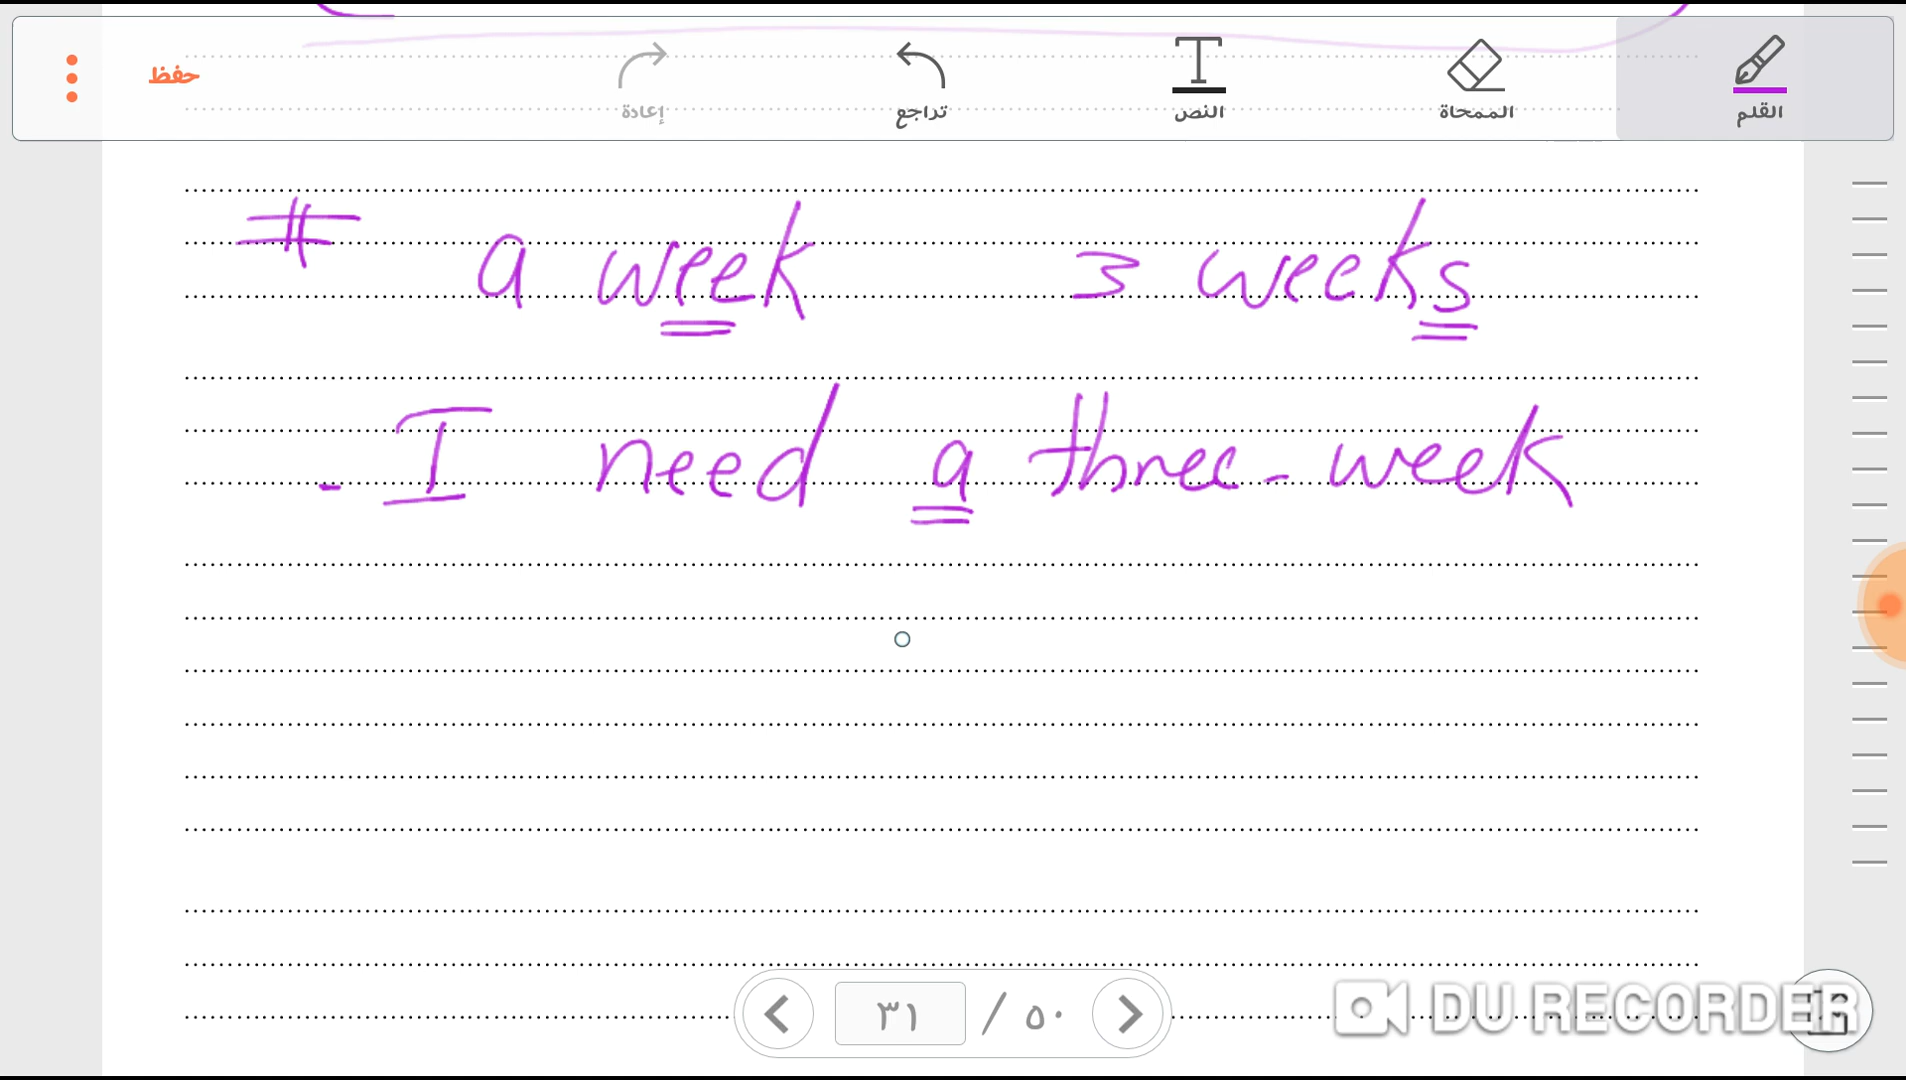 حفظ
إعادة
تراجع
النص
الممحاة
القلم
# a week 3 weeks
- I need a three-week
٣١ / ٥٠
DU RECORDER